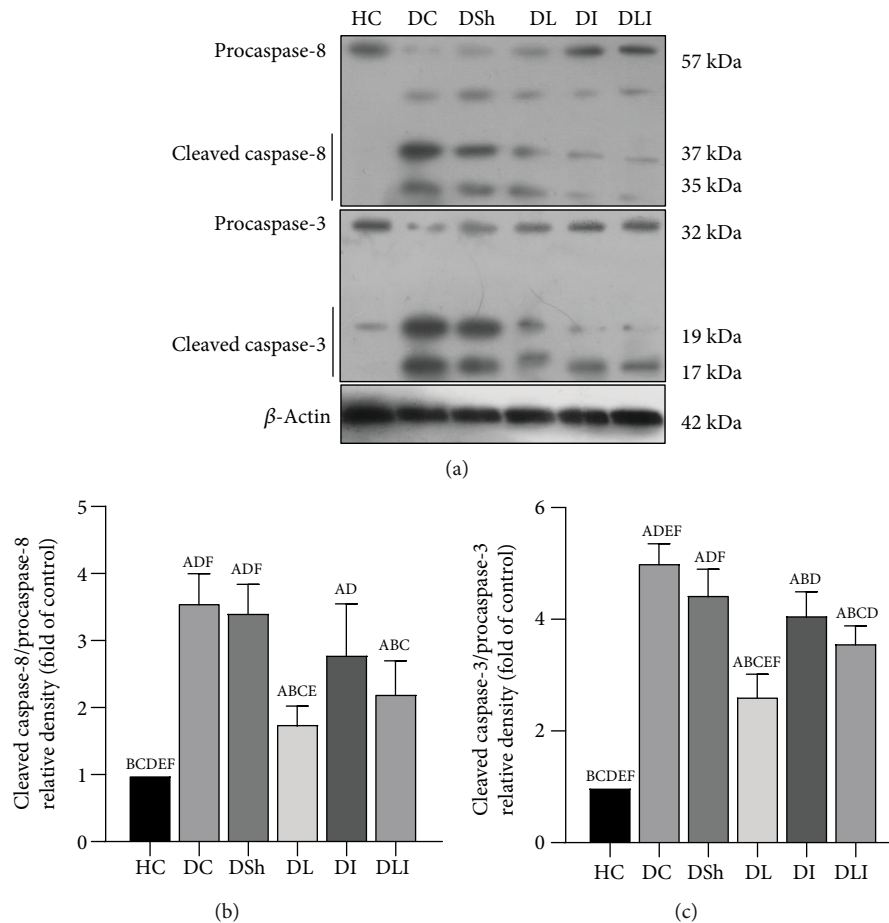 HC DC DSh DL DI DLI
Procaspase-8
57 kDa
Cleaved caspase-8
37 kDa
35 kDa
Procaspase-3
32 kDa
Cleaved caspase-3
19 kDa
17 kDa
β-Actin
42 kDa
(a)
Cleaved caspase-8/procaspase-8
relative density (fold of control)
5
4
3
2
1
0
BCDEF
ADF
ADF
ABCE
AD
ABC
HC DC DSh DL DI DLI
(b)
Cleaved caspase-3/procaspase-3
relative density (fold of control)
6
4
2
0
BCDEF
ADEF
ADF
ABCEF
ABD
ABCD
HC DC DSh DL DI DLI
(c)